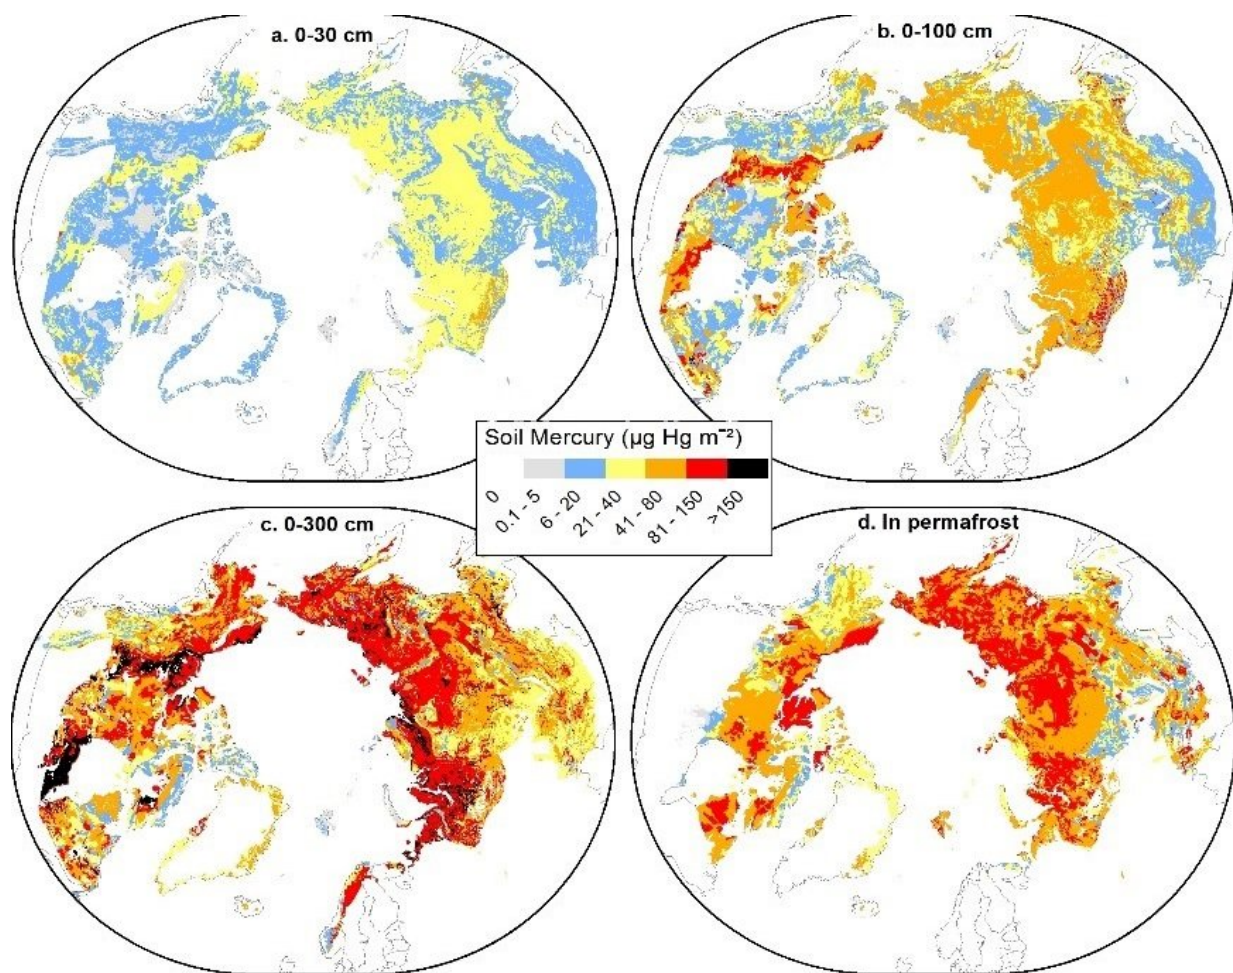 a. 0-30 cm
b. 0-100 cm
Soil Mercury (µg Hg m⁻²)
0
0.1 - 5
6 - 20
21 - 40
41 - 80
81 - 150
>150
c. 0-300 cm
d. In permafrost